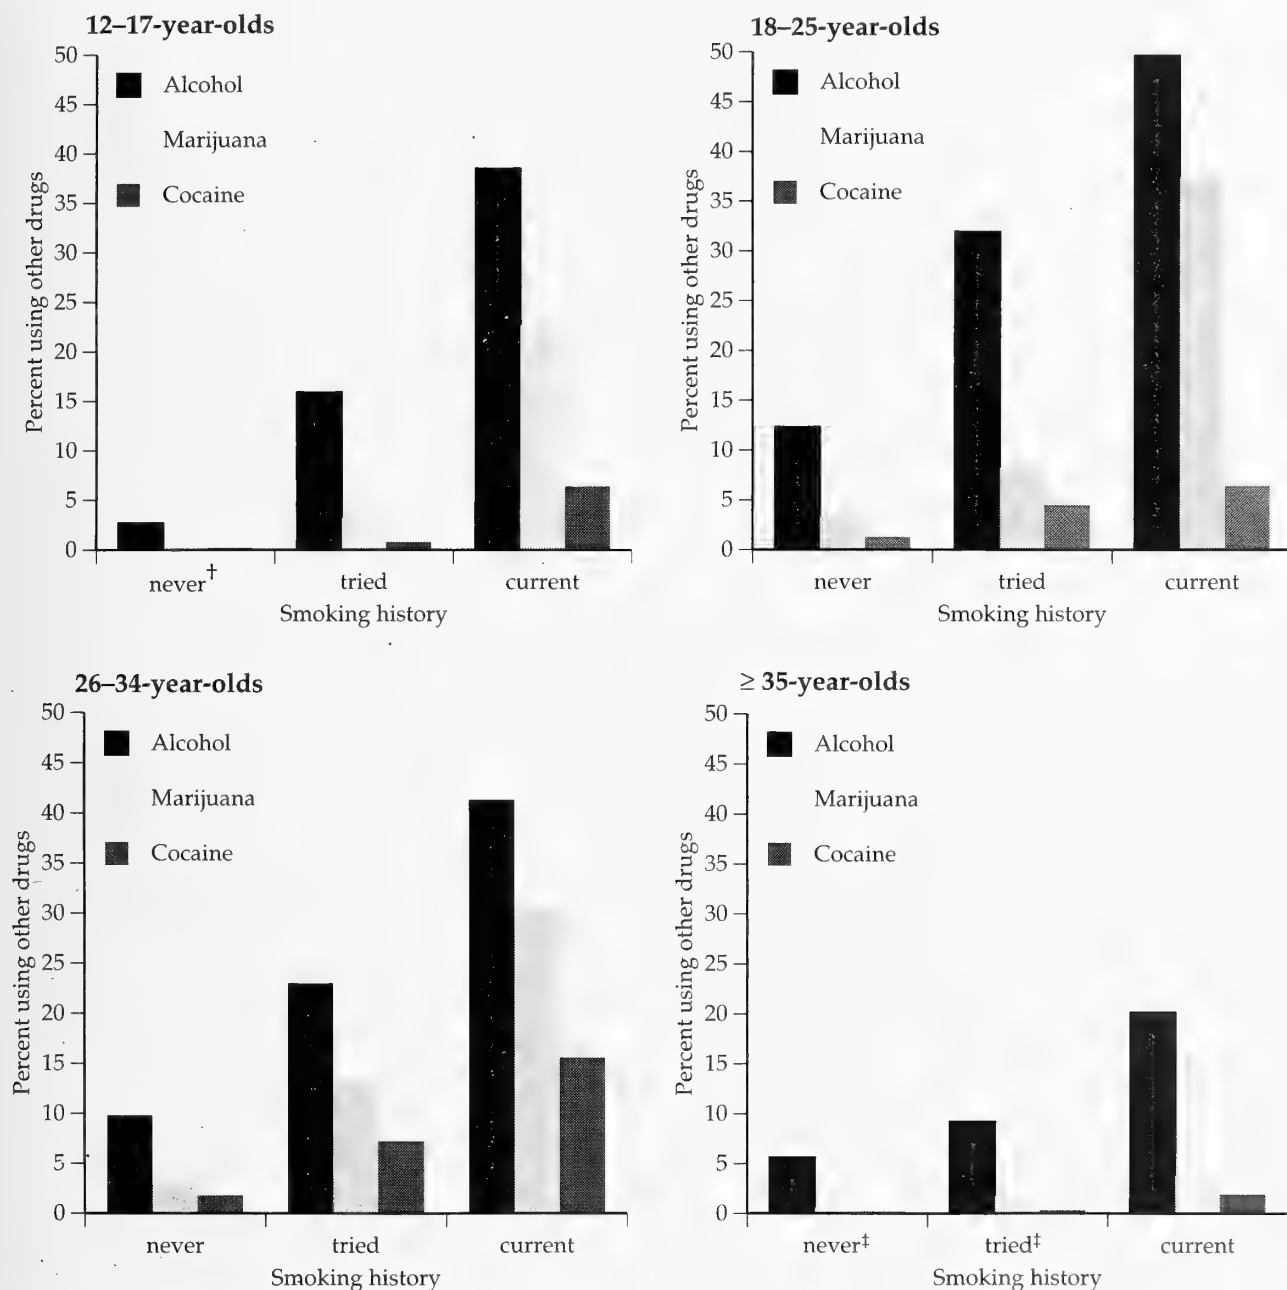 12–17-year-olds
Percent using other drugs
50
45
40
35
30
25
20
15
10
5
0
Alcohol
Marijuana
Cocaine
never†
tried
current
Smoking history
18–25-year-olds
Percent using other drugs
50
45
40
35
30
25
20
15
10
5
0
Alcohol
Marijuana
Cocaine
never
tried
current
Smoking history
26–34-year-olds
Percent using other drugs
50
45
40
35
30
25
20
15
10
5
0
Alcohol
Marijuana
Cocaine
never
tried
current
Smoking history
≥ 35-year-olds
Percent using other drugs
50
45
40
35
30
25
20
15
10
5
0
Alcohol
Marijuana
Cocaine
never‡
tried‡
current
Smoking history